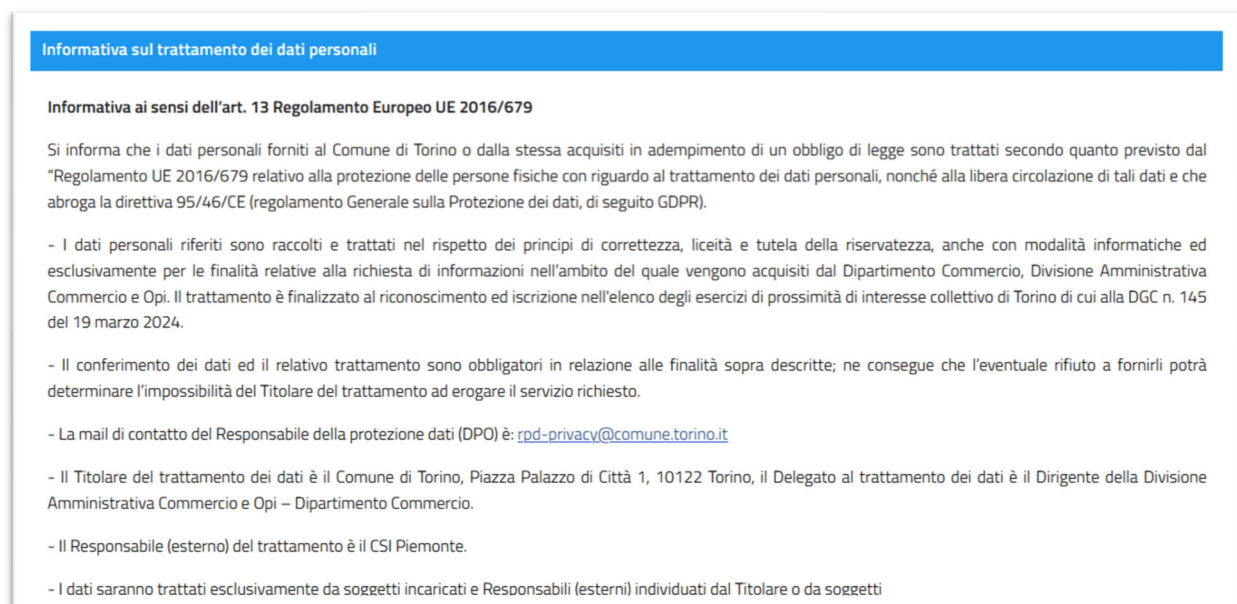 Informativa sul trattamento dei dati personali
Informativa ai sensi dell'art. 13 Regolamento Europeo UE 2016/679
Si informa che i dati personali forniti al Comune di Torino o dalla stessa acquisiti in adempimento di un obbligo di legge sono trattati secondo quanto previsto dal
"Regolamento UE 2016/679 relativo alla protezione delle persone fisiche con riguardo al trattamento dei dati personali, nonché alla libera circolazione di tali dati e che
abroga la direttiva 95/46/CE (regolamento Generale sulla Protezione dei dati, di seguito GDPR).
- I dati personali riferiti sono raccolti e trattati nel rispetto dei principi di correttezza, liceità e tutela della riservatezza, anche con modalità informatiche ed
esclusivamente per le finalità relative alla richiesta di informazioni nell'ambito del quale vengono acquisiti dal Dipartimento Commercio, Divisione Amministrativa
Commercio e Opi. Il trattamento è finalizzato al riconoscimento ed iscrizione nell'elenco degli esercizi di prossimità di interesse collettivo di Torino di cui alla DGC n. 145
del 19 marzo 2024.
- Il conferimento dei dati ed il relativo trattamento sono obbligatori in relazione alle finalità sopra descritte; ne consegue che l'eventuale rifiuto a fornirli potrà
determinare l'impossibilità del Titolare del trattamento ad erogare il servizio richiesto.
- La mail di contatto del Responsabile della protezione dati (DPO) è: rpd-privacy@comune.torino.it
- Il Titolare del trattamento dei dati è il Comune di Torino, Piazza Palazzo di Città 1, 10122 Torino, il Delegato al trattamento dei dati è il Dirigente della Divisione
Amministrativa Commercio e Opi – Dipartimento Commercio.
- Il Responsabile (esterno) del trattamento è il CSI Piemonte.
- I dati saranno trattati esclusivamente da soggetti incaricati e Responsabili (esterni) individuati dal Titolare o da soggetti